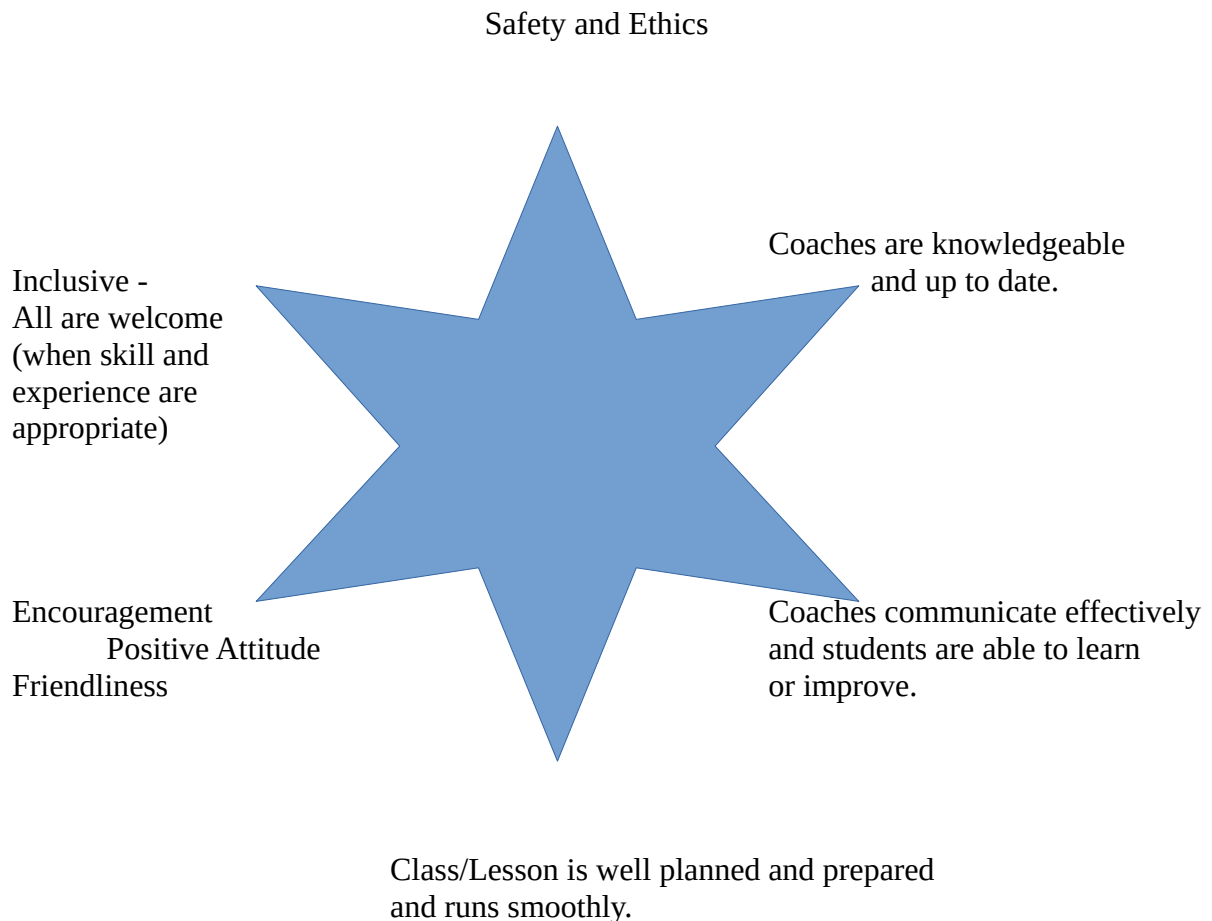 Safety and Ethics
Coaches are knowledgeable
and up to date.
Inclusive -
All are welcome
(when skill and
experience are
appropriate)
Encouragement
Positive Attitude
Friendliness
Coaches communicate effectively
and students are able to learn
or improve.
Class/Lesson is well planned and prepared
and runs smoothly.